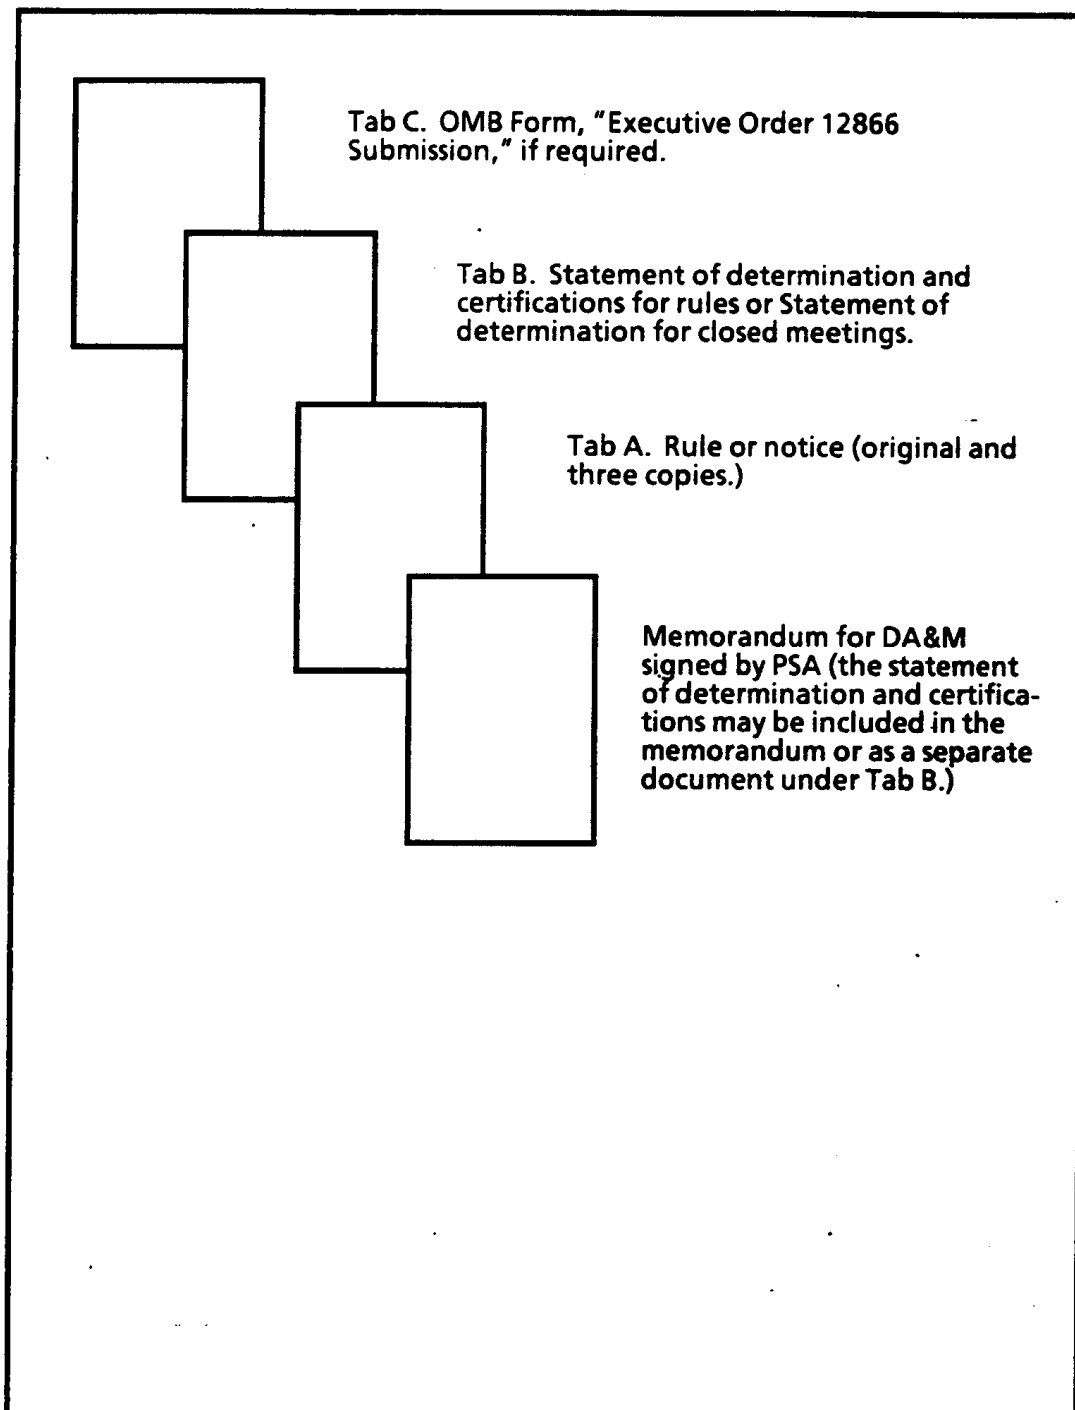 Tab C. OMB Form, "Executive Order 12866
Submission," if required.
Tab B. Statement of determination and
certifications for rules or Statement of
determination for closed meetings.
Tab A. Rule or notice (original and
three copies.)
Memorandum for DA&M
signed by PSA (the statement
of determination and certifica-
tions may be included in the
memorandum or as a separate
document under Tab B.)